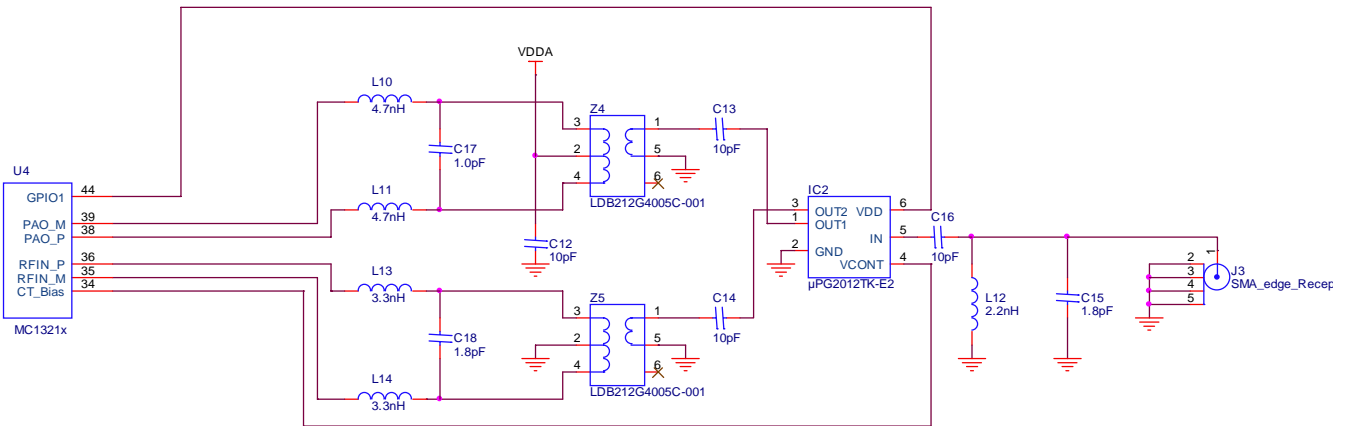 VDDA
L10
4.7nH
C17
1.0pF
L11
4.7nH
Z4
3
2
4
1
5
6
LDB212G4005C-001
C13
10pF
C12
10pF
U4
GPIO1
44
PAO_M
39
PAO_P
38
RFIN_P
36
RFIN_M
35
CT_Bias
34
MC1321x
L13
3.3nH
C18
1.8pF
L14
3.3nH
Z5
3
2
4
1
5
6
LDB212G4005C-001
C14
10pF
IC2
3
OUT2
VDD
6
1
OUT1
IN
5
2
GND
VCONT
4
µPG2012TK-E2
C16
10pF
L12
2.2nH
C15
1.8pF
1
2
3
4
5
J3
SMA_edge_Recep